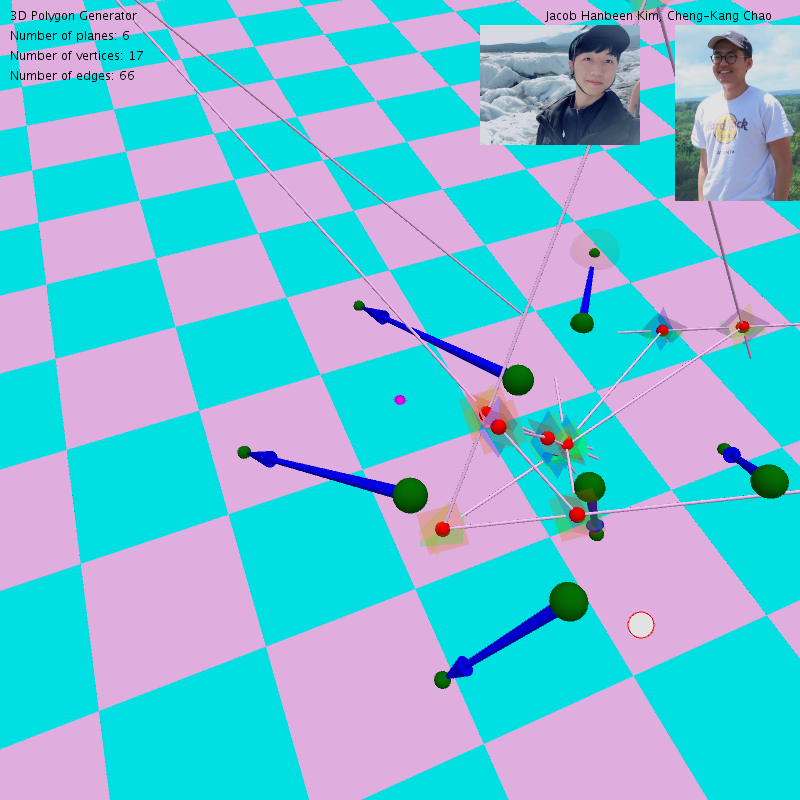 3D Polygon Generator
Jacob Hanbeen Kim, Cheng-Kang Chao
Number of planes: 6
Number of vertices: 17
Number of edges: 66